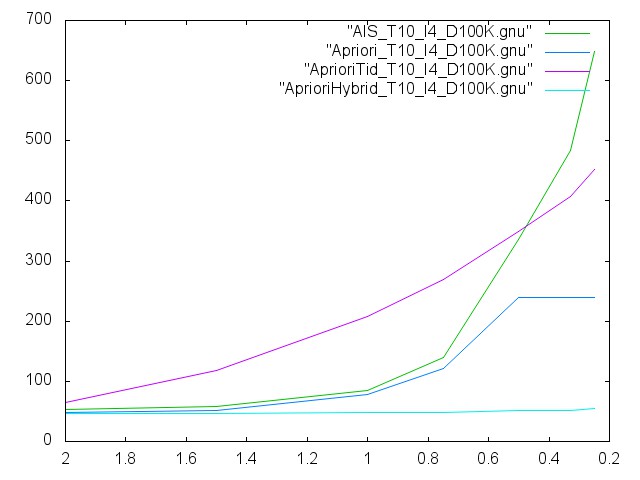 700
"AIS_T10_I4_D100K.gnu"
"Apriori_T10_I4_D100K.gnu"
"AprioriTid_T10_I4_D100K.gnu"
"AprioriHybrid_T10_I4_D100K.gnu"
600
500
400
300
200
100
0
2 1.8 1.6 1.4 1.2 1 0.8 0.6 0.4 0.2